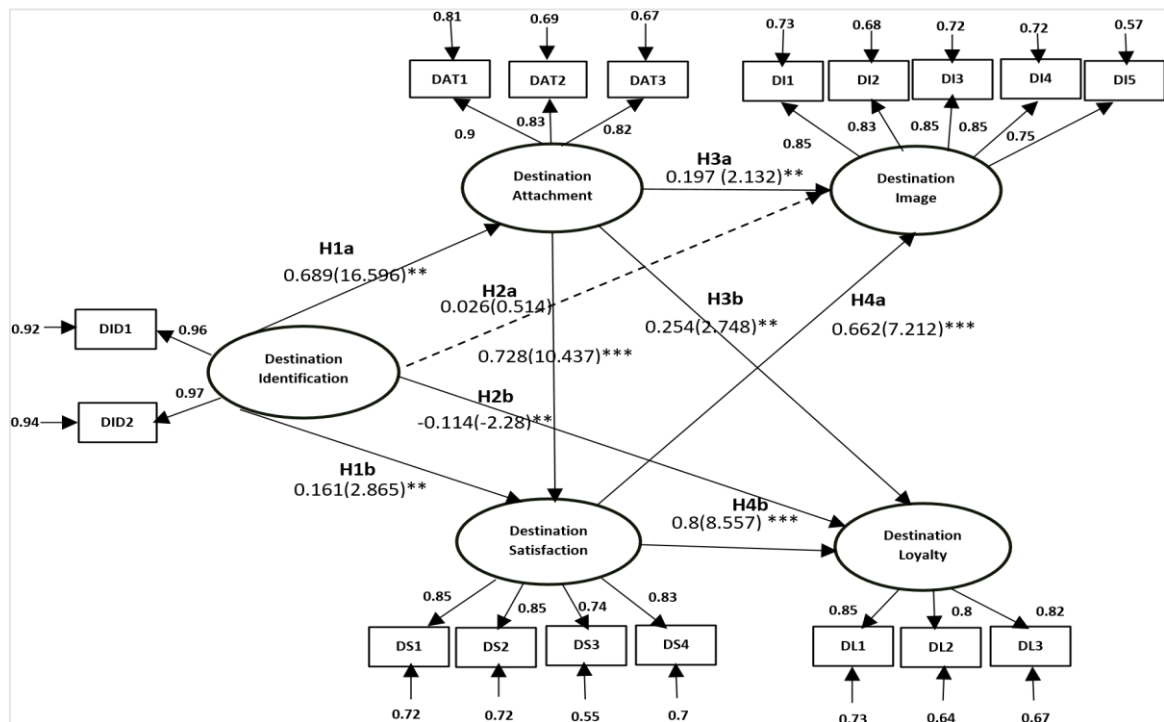 0.81
0.69
0.67
0.73
0.68
0.72
0.72
0.57
DAT1
DAT2
DAT3
DI1
DI2
DI3
DI4
DI5
0.9
0.83
0.82
0.85
0.83
0.85
0.85
0.75
Destination
Attachment
H3a
0.197 (2.132)**
Destination
Image
H1a
0.689(16.596)**
H2a
0.026(0.514)
H3b
0.254(2.748)**
H4a
0.662(7.212)***
0.92
DID1
0.96
0.728(10.437)***
Destination
Identification
0.94
DID2
0.97
H2b
-0.114(-2.28)**
H1b
0.161(2.865)**
H4b
0.8(8.557) ***
Destination
Satisfaction
Destination
Loyalty
0.85
0.85
0.74
0.83
0.85
0.8
0.82
DS1
DS2
DS3
DS4
DL1
DL2
DL3
0.72
0.72
0.55
0.7
0.73
0.64
0.67